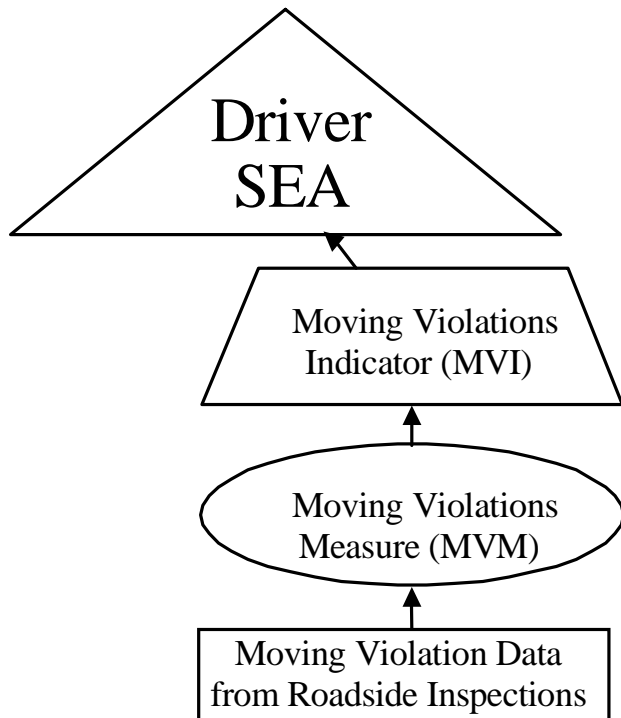 Driver
SEA
Moving Violations
Indicator (MVI)
Moving Violations
Measure (MVM)
Moving Violation Data
from Roadside Inspections